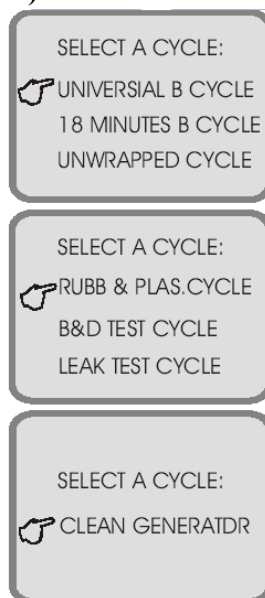 SELECT A CYCLE:
UNIVERSIAL B CYCLE
18 MINUTES B CYCLE
UNWRAPPED CYCLE
SELECT A CYCLE:
RUBB & PLAS.CYCLE
B&D TEST CYCLE
LEAK TEST CYCLE
SELECT A CYCLE:
CLEAN GENERATDR